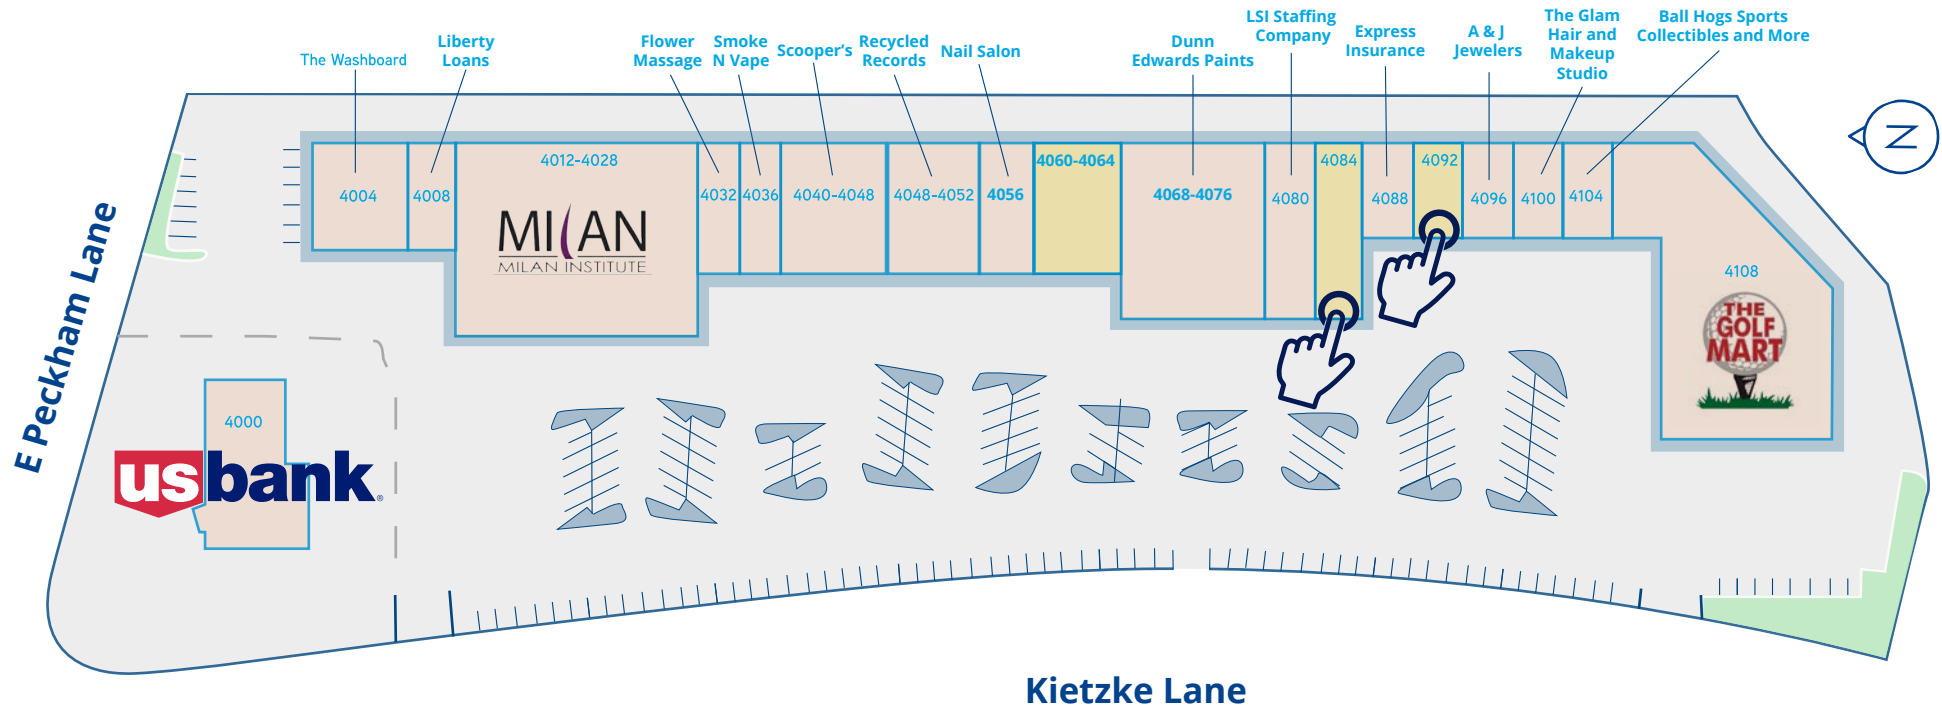 The Washboard
Liberty
Loans
Flower
Massage
Smoke
N Vape
Scooper's
Recycled
Records
Nail Salon
Dunn
Edwards Paints
LSI Staffing
Company
Express
Insurance
A & J
Jewelers
The Glam
Hair and
Makeup
Studio
Ball Hogs Sports
Collectibles and More
N
4004
4008
4012-4028
MILAN
MILAN INSTITUTE
4032
4036
4040-4048
4048-4052
4056
4060-4064
4068-4076
4080
4084
4088
4092
4096
4100
4104
4108
THE
GOLF
MART
E Peckham Lane
4000
usbank®
Kietzke Lane